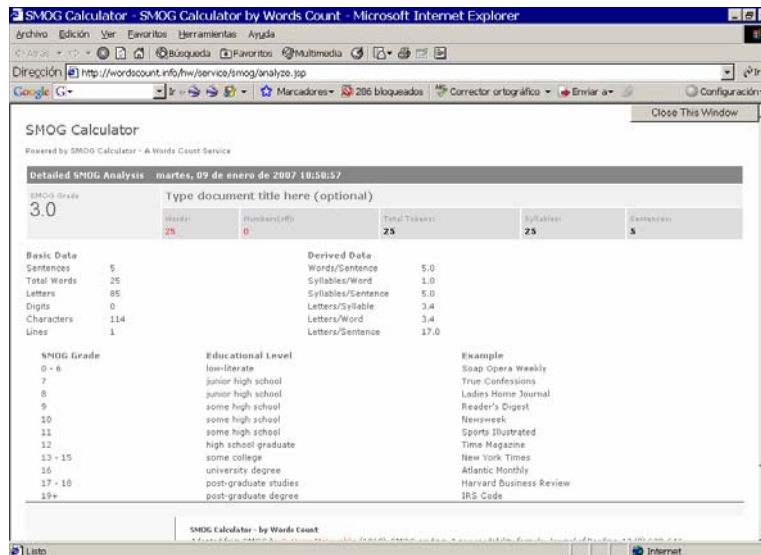 SMOG Calculator - SMOG Calculator by Words Count - Microsoft Internet Explorer
Archivo Edición Ver Favoritos Herramientas Ayuda
Atrás Búsqueda Favoritos Multimedia
Dirección http://wordscount.info/hw/service/smog/analyze.jsp Ir
Google G Ir Marcadores 286 bloqueados Corrector ortográfico Enviar a Configuración
Close This Window
SMOG Calculator
Powered by SMOG Calculator - A Words Count Service
Detailed SMOG Analysis martes, 09 de enero de 2007 18:58:57
SMOG Grade Type document title here (optional)
3.0
Words: Numbers(off): Total Tokens: Syllables: Sentences:
25 0 25 25 5
Basic Data Derived Data
Sentences 5 Words/Sentence 5.0
Total Words 25 Syllables/Word 1.0
Letters 85 Syllables/Sentence 5.0
Digits 0 Letters/Syllable 3.4
Characters 114 Letters/Word 3.4
Lines 1 Letters/Sentence 17.0
SMOG Grade Educational Level Example
0 - 6 low-literate Soap Opera Weekly
7 junior high school True Confessions
8 junior high school Ladies Home Journal
9 some high school Reader's Digest
10 some high school Newsweek
11 some high school Sports Illustrated
12 high school graduate Time Magazine
13 - 15 some college New York Times
16 university degree Atlantic Monthly
17 - 18 post-graduate studies Harvard Business Review
19+ post-graduate degree IRS Code
SMOG Calculator - by Words Count
Listo Internet